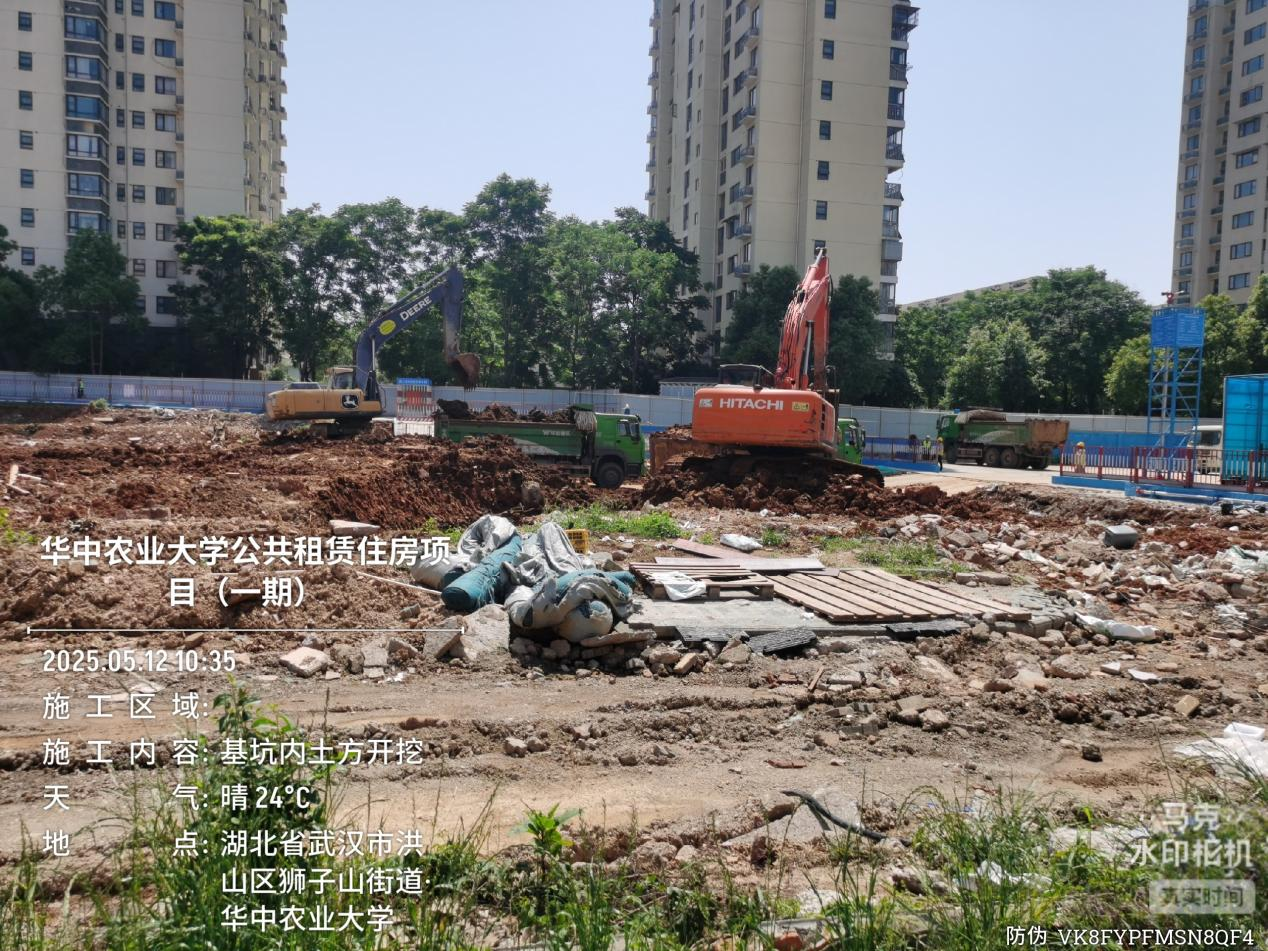 DEERE
HITACHI
华中农业大学公共租赁住房项
目（一期）
2025.05.12 10:35
施工区域:
施工内容: 基坑内土方开挖
天气: 晴 24℃
地点: 湖北省武汉市洪
山区狮子山街道
华中农业大学
马克
水印相机
真实时间
防伪 VK8FYPFMSN8QF4